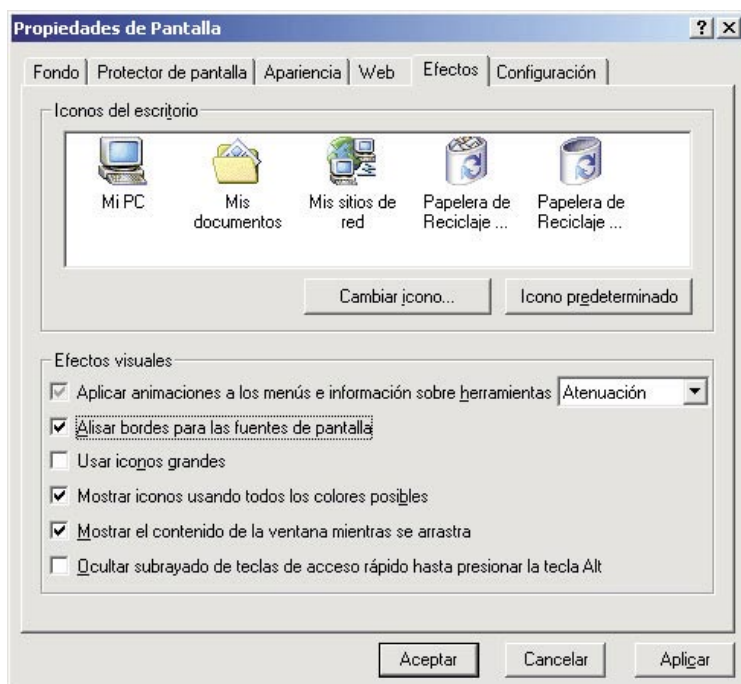 Propiedades de Pantalla
Fondo
Protector de pantalla
Apariencia
Web
Efectos
Configuración
Iconos del escritorio
Mi PC
Mis
documentos
Mis sitios de
red
Papelera de
Reciclaje ...
Papelera de
Reciclaje ...
Cambiar icono...
Icono predeterminado
Efectos visuales
Aplicar animaciones a los menús e información sobre herramientas
Atenuación
Alisar bordes para las fuentes de pantalla
Usar iconos grandes
Mostrar iconos usando todos los colores posibles
Mostrar el contenido de la ventana mientras se arrastra
Ocultar subrayado de teclas de acceso rápido hasta presionar la tecla Alt
Aceptar
Cancelar
Aplicar